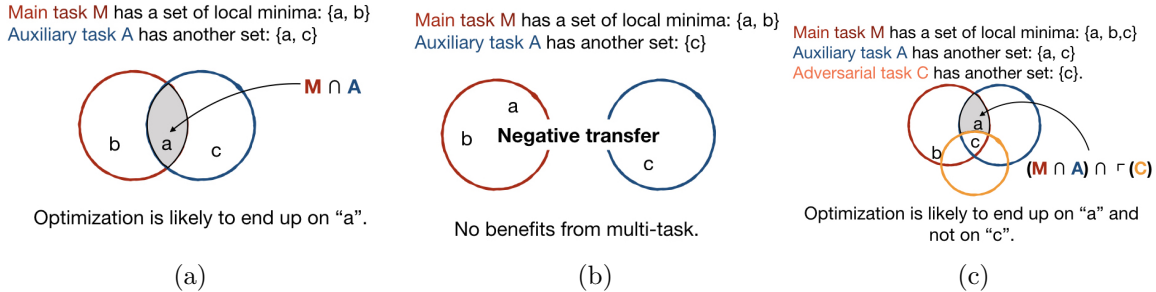 Main task M has a set of local minima: {a, b}
Auxiliary task A has another set: {a, c}
M ∩ A
b
a
c
Optimization is likely to end up on “a”.
(a)
Main task M has a set of local minima: {a, b}
Auxiliary task A has another set: {c}
a
b
Negative transfer
c
No benefits from multi-task.
(b)
Main task M has a set of local minima: {a, b,c}
Auxiliary task A has another set: {a, c}
Adversarial task C has another set: {c}.
a
c
b
(M ∩ A) ∩ ┌ (C)
Optimization is likely to end up on “a” and
not on “c”.
(c)